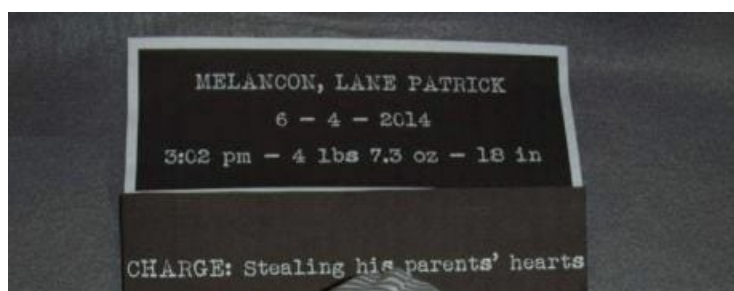 MELANCON, LANE PATRICK
6 - 4 - 2014
3:02 pm - 4 lbs 7.3 oz - 18 in
CHARGE: Stealing his parents' hearts